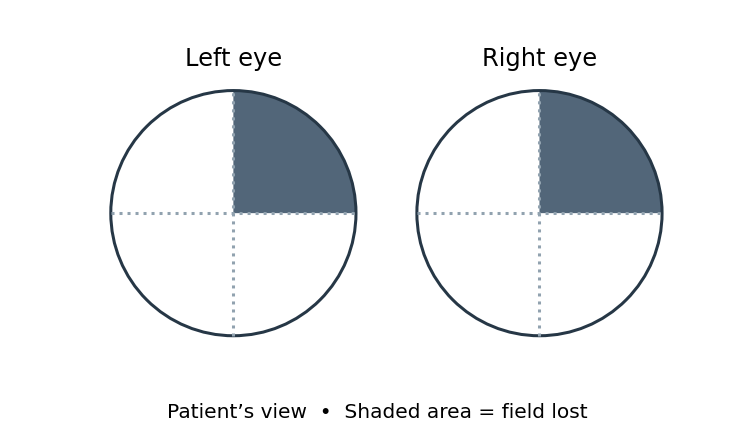 Left eye
Right eye
Patient’s view • Shaded area = field lost